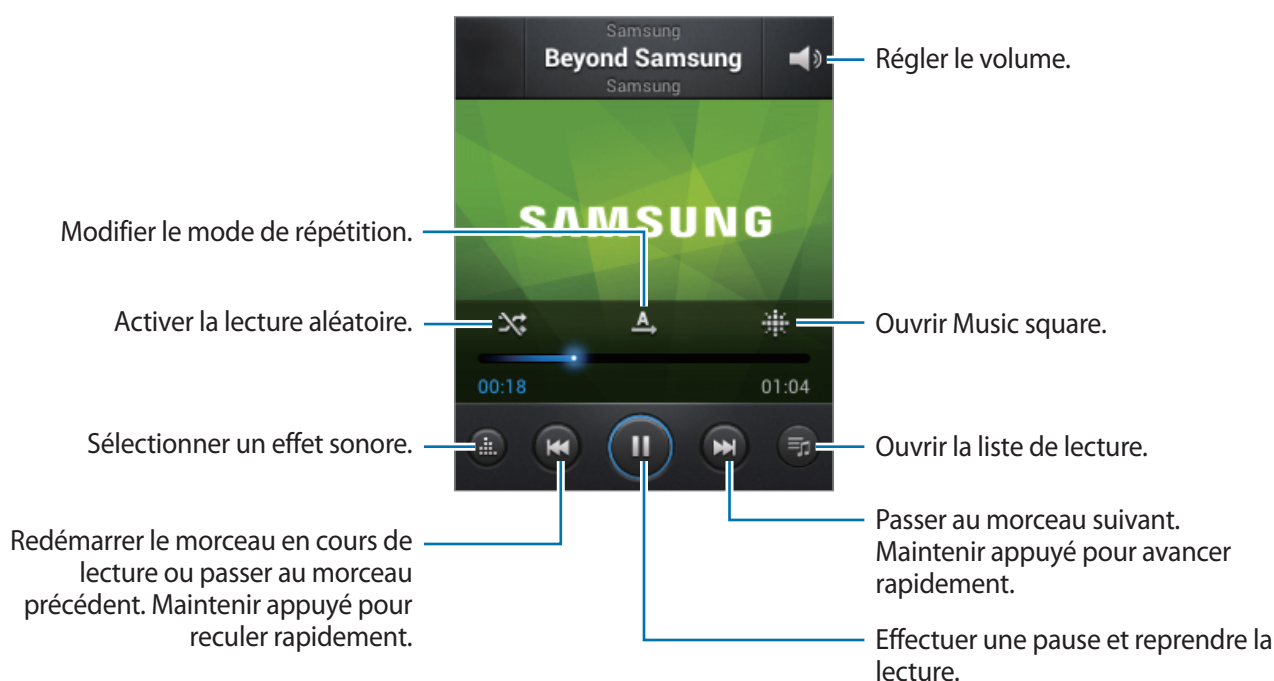 Samsung
Beyond Samsung
Samsung
Régler le volume.
SAMSUNG
Modifier le mode de répétition.
A
Activer la lecture aléatoire.
Ouvrir Music square.
00:18
01:04
Sélectionner un effet sonore.
Ouvrir la liste de lecture.
Redémarrer le morceau en cours de
lecture ou passer au morceau
précédent. Maintenir appuyé pour
reculer rapidement.
Passer au morceau suivant.
Maintenir appuyé pour avancer
rapidement.
Effectuer une pause et reprendre la
lecture.